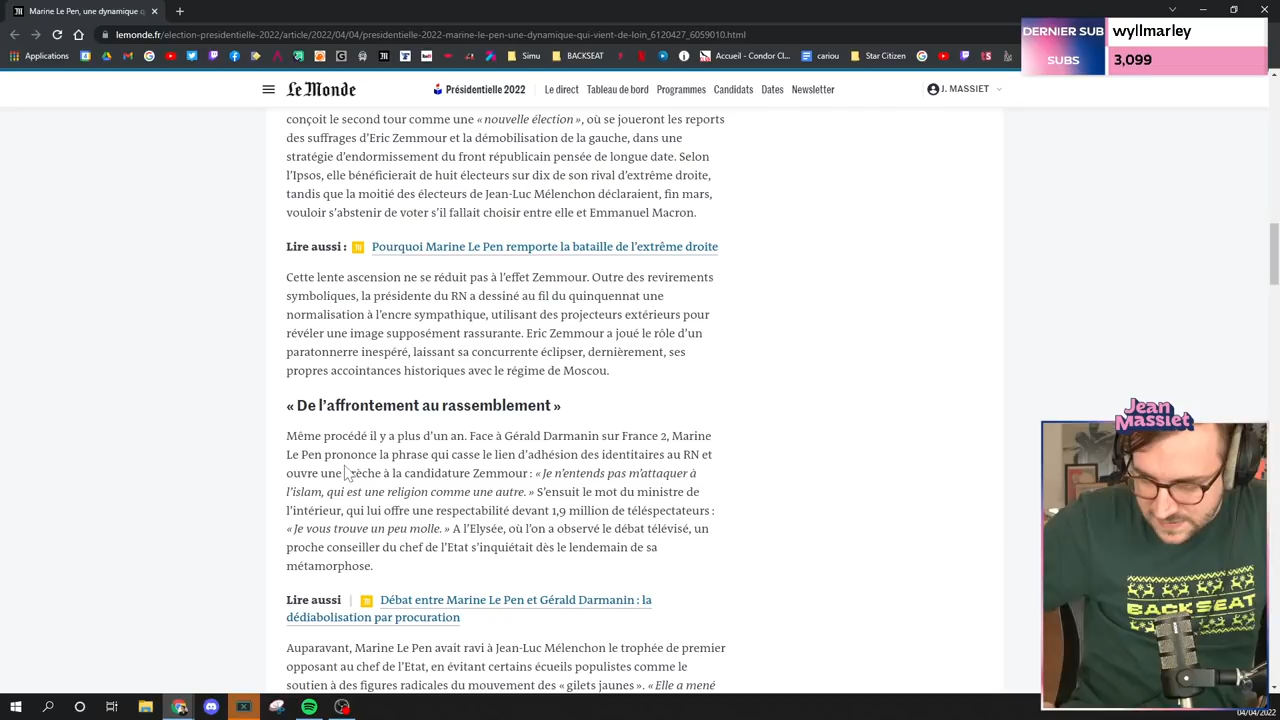 Marine Le Pen, une dynamique q
lemonde.fr/election-presidentielle-2022/article/2022/04/04/presidentielle-2022-marine-le-pen-une-dynamique-qui-vient-de-loin_6120427_6059010.html
DERNIER SUB
wyllmarley
SUBS
3,099
Applications
Simu
BACKSEAT
Accueil - Condor Cl...
cariou
Star Citizen
Le Monde
Présidentielle 2022
Le direct
Tableau de bord
Programmes
Candidats
Dates
Newsletter
J. MASSIET
conçoit le second tour comme une « nouvelle élection », où se joueront les reports
des suffrages d’Eric Zemmour et la démobilisation de la gauche, dans une
stratégie d’endormissement du front républicain pensée de longue date. Selon
l’Ipsos, elle bénéficierait de huit électeurs sur dix de son rival d’extrême droite,
tandis que la moitié des électeurs de Jean-Luc Mélenchon déclaraient, fin mars,
vouloir s’abstenir de voter s’il fallait choisir entre elle et Emmanuel Macron.
Lire aussi : Pourquoi Marine Le Pen remporte la bataille de l’extrême droite
Cette lente ascension ne se réduit pas à l’effet Zemmour. Outre des revirements
symboliques, la présidente du RN a dessiné au fil du quinquennat une
normalisation à l’encre sympathique, utilisant des projecteurs extérieurs pour
révéler une image supposément rassurante. Eric Zemmour a joué le rôle d’un
paratonnerre inespéré, laissant sa concurrente éclipser, dernièrement, ses
propres accointances historiques avec le régime de Moscou.
« De l’affrontement au rassemblement »
Même procédé il y a plus d’un an. Face à Gérald Darmanin sur France 2, Marine
Le Pen prononce la phrase qui casse le lien d’adhésion des identitaires au RN et
ouvre une brèche à la candidature Zemmour : « Je n’entends pas m’attaquer à
l’islam, qui est une religion comme une autre. » S’ensuit le mot du ministre de
l’intérieur, qui lui offre une respectabilité devant 1,9 million de téléspectateurs :
« Je vous trouve un peu molle. » A l’Elysée, où l’on a observé le débat télévisé, un
proche conseiller du chef de l’Etat s’inquiétait dès le lendemain de sa
métamorphose.
Lire aussi | Débat entre Marine Le Pen et Gérald Darmanin : la
dédiabolisation par procuration
Auparavant, Marine Le Pen avait ravi à Jean-Luc Mélenchon le trophée de premier
opposant au chef de l’Etat, en évitant certains écueils populistes comme le
soutien à des figures radicales du mouvement des « gilets jaunes ». « Elle a mené
Jean
Massiet
BACKSEAT
04/04/2022